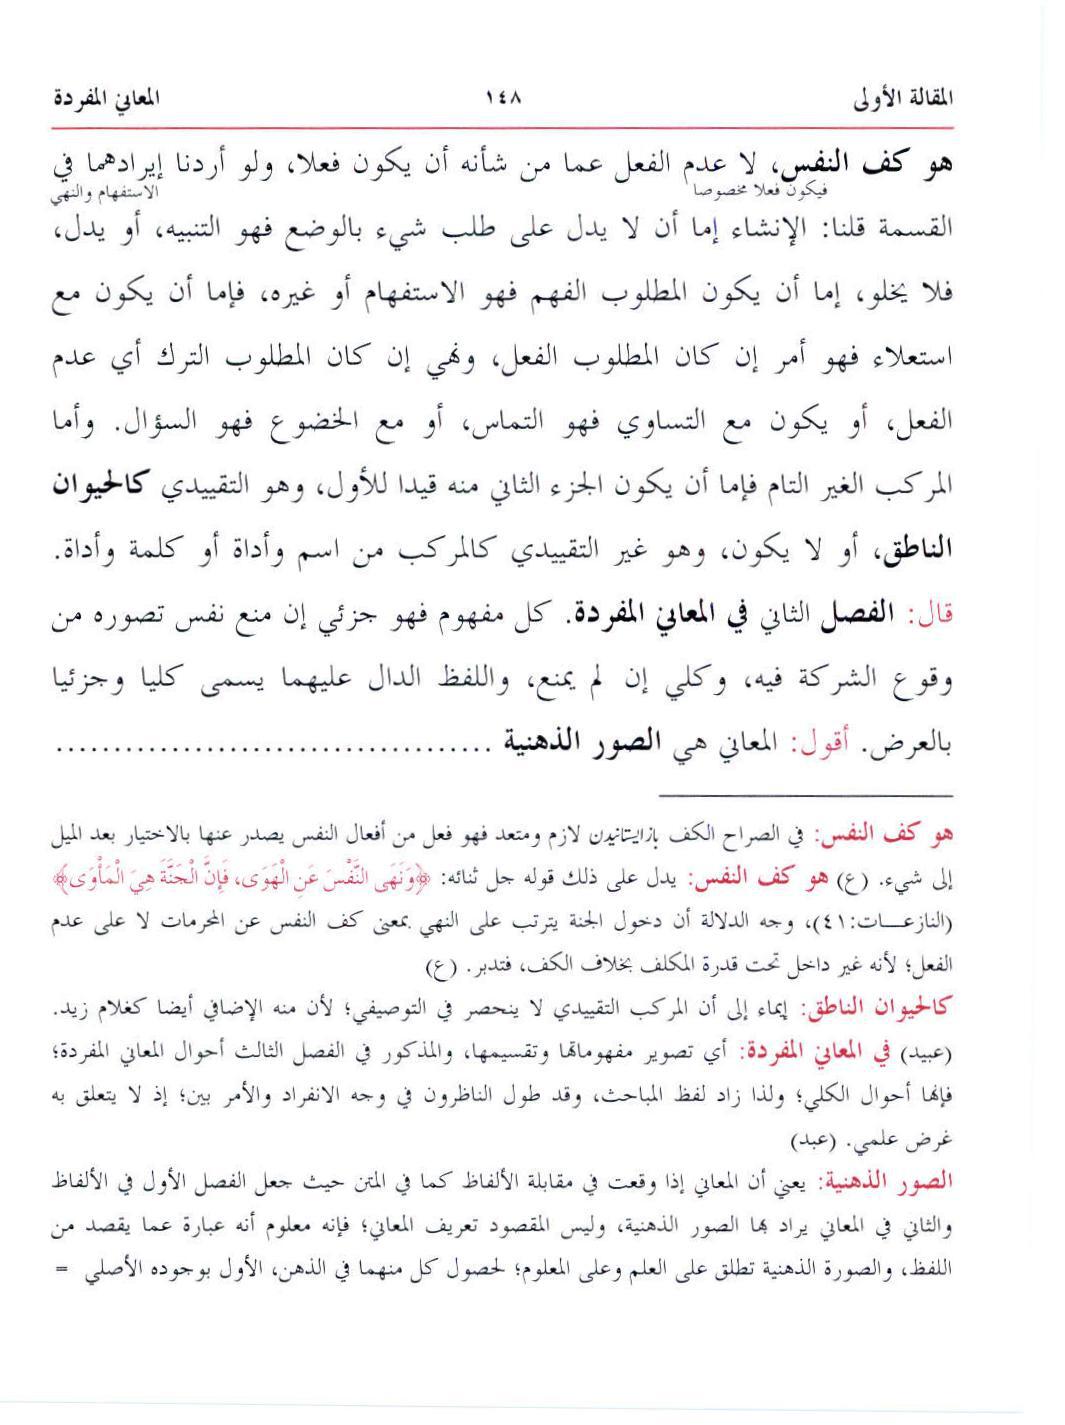 المقالة الأولى ١٤٨ المعاني المفردة
هو كف النفس، لا عدم الفعل عما من شأنه أن يكون فعلا، ولو أردنا إيرادهما في
فيكون فعلا مخصوصا الاستفهام والنهي
القسمة قلنا: الإنشاء إما أن لا يدل على طلب شيء بالوضع فهو التنبيه، أو يدل،
فلا يخلو، إما أن يكون المطلوب الفهم فهو الاستفهام أو غيره، فإما أن يكون مع
استعلاء فهو أمر إن كان المطلوب الفعل، ونهي إن كان المطلوب الترك أي عدم
الفعل، أو يكون مع التساوي فهو التماس، أو مع الخضوع فهو السؤال. وأما
المركب الغير التام فإما أن يكون الجزء الثاني منه قيدا للأول، وهو التقييدي كالحيوان
الناطق، أو لا يكون، وهو غير التقييدي كالمركب من اسم وأداة أو كلمة وأداة.
قال: الفصل الثاني في المعاني المفردة. كل مفهوم فهو جزئي إن منع نفس تصوره من
وقوع الشركة فيه، وكلي إن لم يمنع، واللفظ الدال عليهما يسمى كليا وجزئيا
بالعرض. أقول: المعاني هي الصور الذهنية .....................................
هو كف النفس: في الصراح الكف بازایستانیدن لازم ومتعد فهو فعل من أفعال النفس يصدر عنها بالاختيار بعد الميل
إلى شيء. (ع) هو كف النفس: يدل على ذلك قوله جل ثنائه: ﴿وَنَهَى النَّفْسَ عَنِ الْهَوَى، فَإِنَّ الْجَنَّةَ هِيَ الْمَأْوَى﴾
(النازعـــات:٤١)، وجه الدلالة أن دخول الجنة يترتب على النهي بمعنى كف النفس عن المحرمات لا على عدم
الفعل؛ لأنه غير داخل تحت قدرة المكلف بخلاف الكف، فتدبر. (ع)
كالحيوان الناطق: إيماء إلى أن المركب التقييدي لا ينحصر في التوصيفي؛ لأن منه الإضافي أيضا كغلام زيد.
(عبيد) في المعاني المفردة: أي تصوير مفهوماتها وتقسيمها، والمذكور في الفصل الثالث أحوال المعاني المفردة؛
فإنها أحوال الكلي؛ ولذا زاد لفظ المباحث، وقد طول الناظرون في وجه الانفراد والأمر بين؛ إذ لا يتعلق به
غرض علمي. (عبد)
الصور الذهنية: يعني أن المعاني إذا وقعت في مقابلة الألفاظ كما في المتن حيث جعل الفصل الأول في الألفاظ
والثاني في المعاني يراد بها الصور الذهنية، وليس المقصود تعريف المعاني؛ فإنه معلوم أنه عبارة عما يقصد من
اللفظ، والصورة الذهنية تطلق على العلم وعلى المعلوم؛ لحصول كل منهما في الذهن، الأول بوجوده الأصلي =